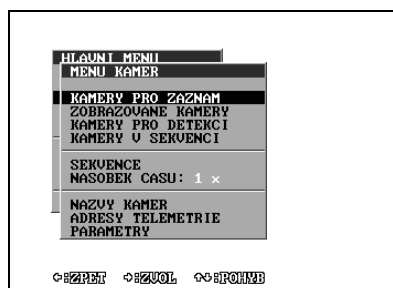 HLAVNI MENU
MENU KAMER
KAMERY PRO ZAZNAM
ZOBRAZOVANE KAMERY
KAMERY PRO DETEKCI
KAMERY V SEKVENCI
SEKVENCE
NASOBEK CASU: 1 ×
NAZVY KAMER
ADRESY TELEMETRIE
PARAMETRY
←:ZPET →:ZVOL ↑↓:POHYB